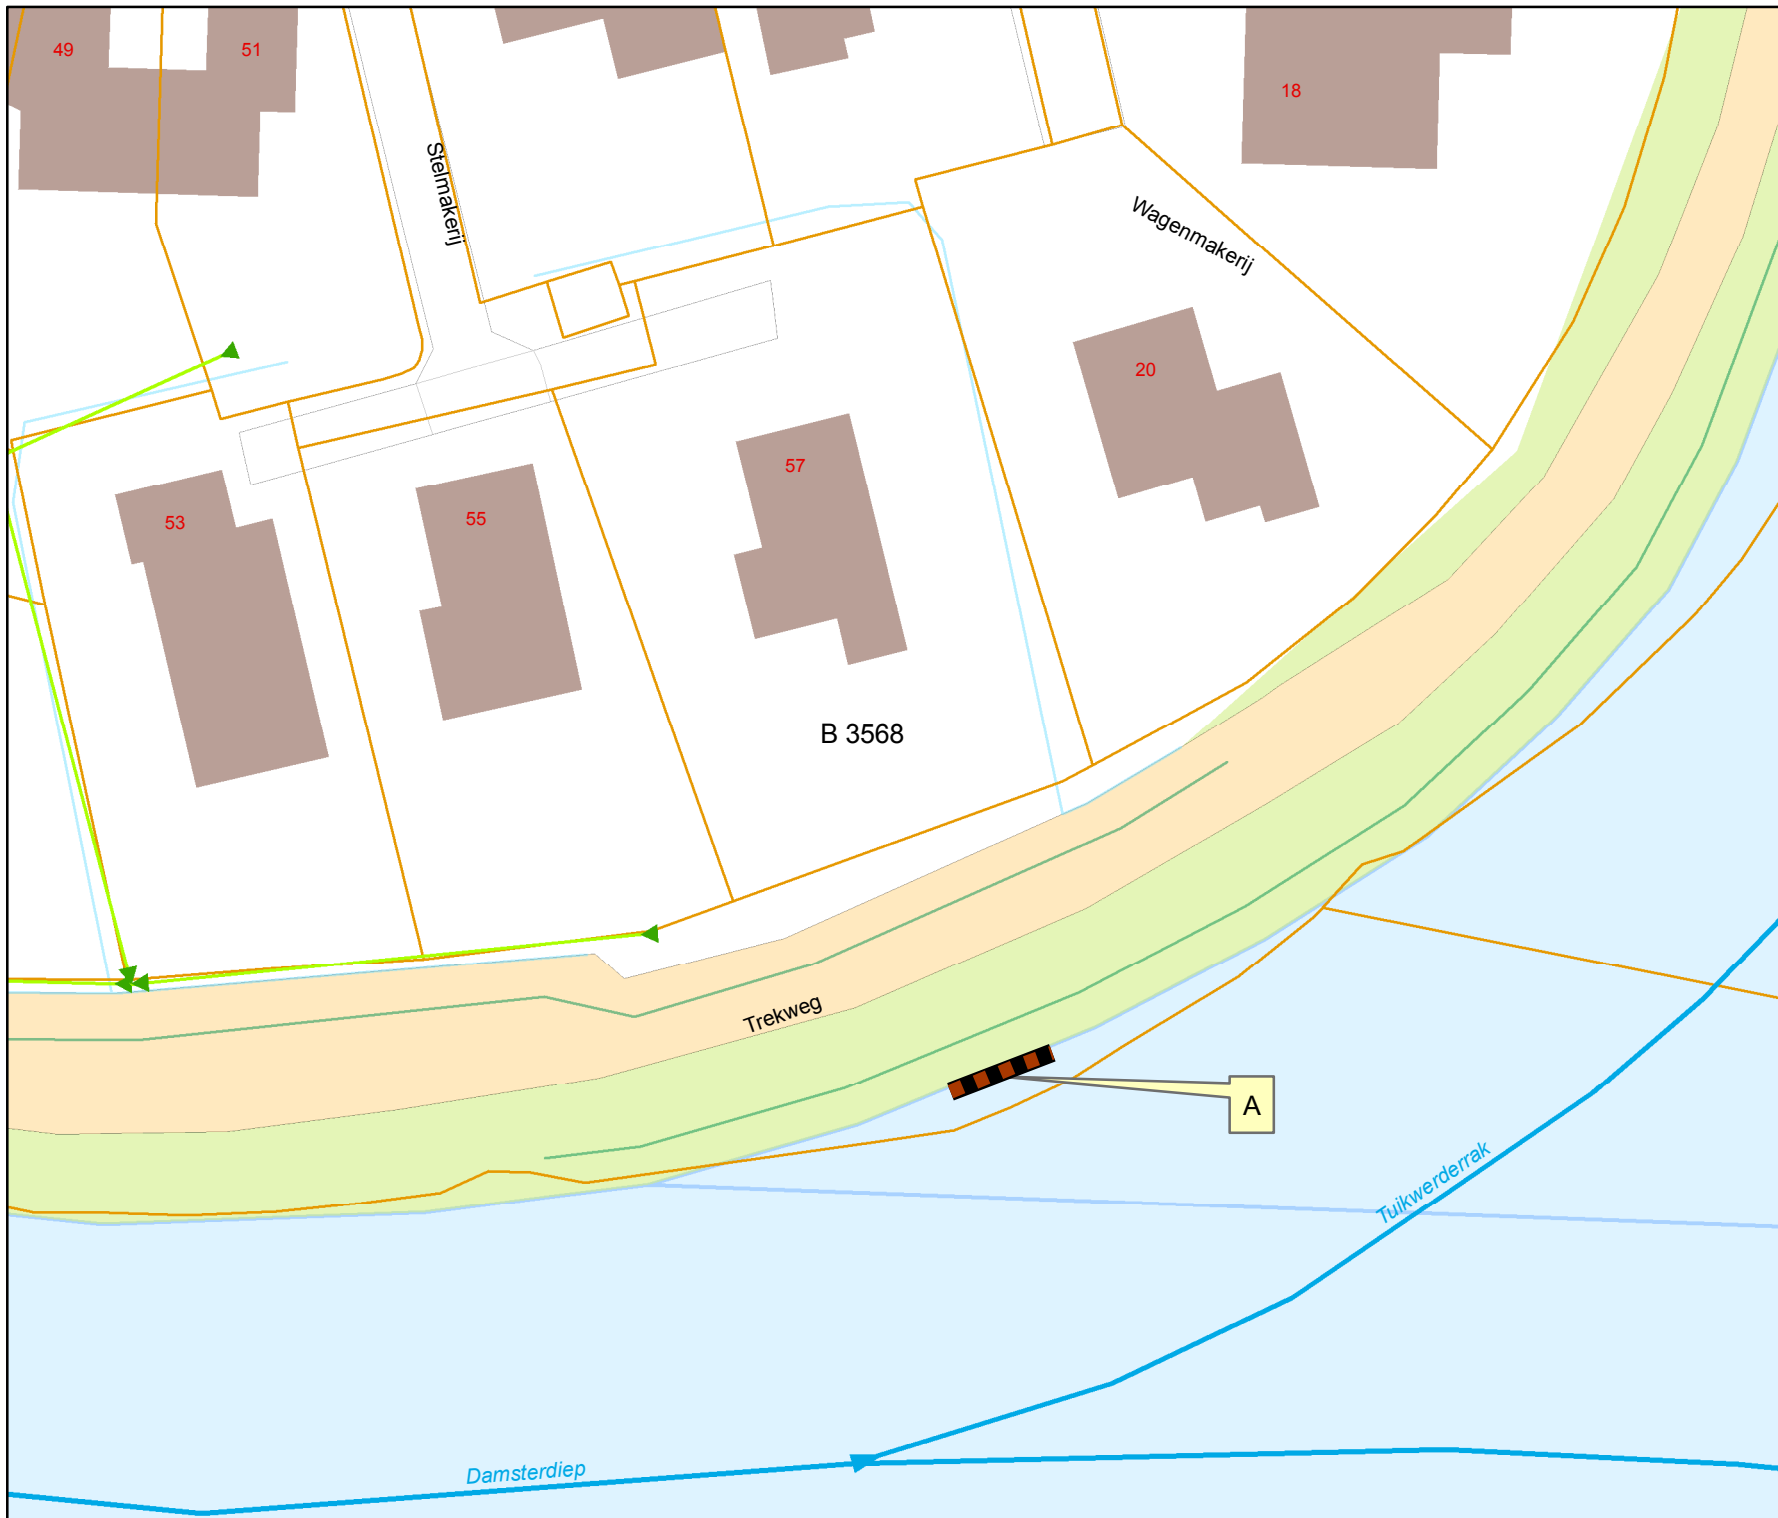 49
51
18
Stelmakerij
Wagenmakerij
20
57
53
55
B 3568
Trekweg
A
Tuikwerderrak
Damsterdiep